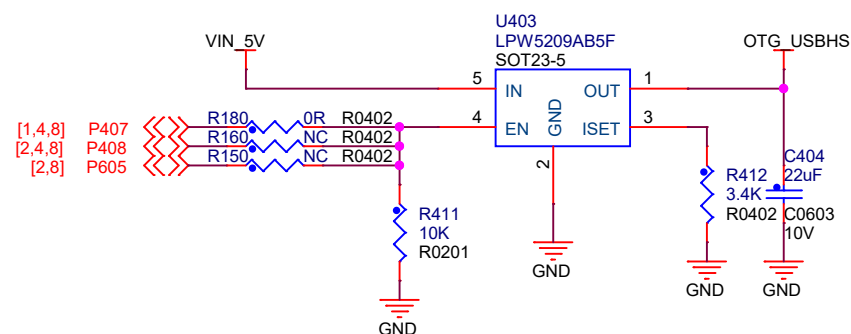 U403
LPW5209AB5F
SOT23-5
VIN_5V
OTG_USBHS
5 IN OUT 1
4 EN GND ISET 3
2
[1,4,8] P407 R180 0R R0402
[2,4,8] P408 R160 NC R0402
[2,8] P605 R150 NC R0402
R411
10K
R0201
R412
3.4K
R0402
C404
22uF
C0603
10V
GND
GND
GND
GND